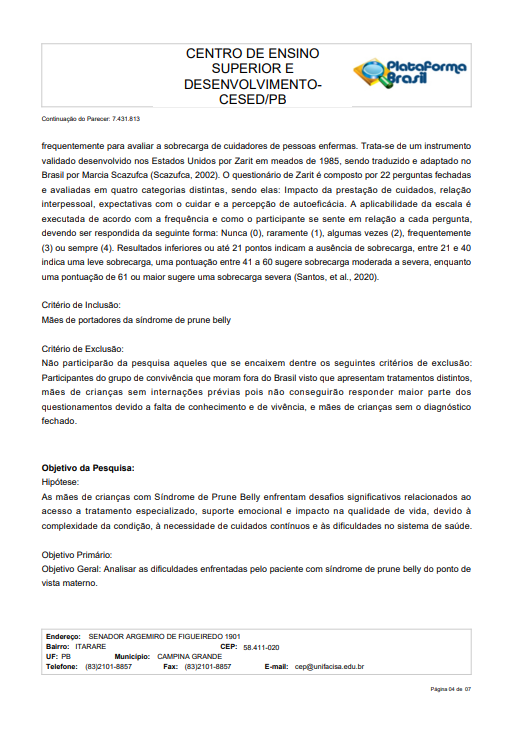 CENTRO DE ENSINO
SUPERIOR E
DESENVOLVIMENTO-
CESED/PB
Plataforma
Brasil
Continuação do Parecer: 7.431.813
frequentemente para avaliar a sobrecarga de cuidadores de pessoas enfermas. Trata-se de um instrumento
validado desenvolvido nos Estados Unidos por Zarit em meados de 1985, sendo traduzido e adaptado no
Brasil por Marcia Scazufca (Scazufca, 2002). O questionário de Zarit é composto por 22 perguntas fechadas
e avaliadas em quatro categorias distintas, sendo elas: Impacto da prestação de cuidados, relação
interpessoal, expectativas com o cuidar e a percepção de autoeficácia. A aplicabilidade da escala é
executada de acordo com a frequência e como o participante se sente em relação a cada pergunta,
devendo ser respondida da seguinte forma: Nunca (0), raramente (1), algumas vezes (2), frequentemente
(3) ou sempre (4). Resultados inferiores ou até 21 pontos indicam a ausência de sobrecarga, entre 21 e 40
indica uma leve sobrecarga, uma pontuação entre 41 a 60 sugere sobrecarga moderada a severa, enquanto
uma pontuação de 61 ou maior sugere uma sobrecarga severa (Santos, et al., 2020).
Critério de Inclusão:
Mães de portadores da síndrome de prune belly
Critério de Exclusão:
Não participarão da pesquisa aqueles que se encaixem dentre os seguintes critérios de exclusão:
Participantes do grupo de convivência que moram fora do Brasil visto que apresentam tratamentos distintos,
mães de crianças sem internações prévias pois não conseguirão responder maior parte dos
questionamentos devido a falta de conhecimento e de vivência, e mães de crianças sem o diagnóstico
fechado.
Objetivo da Pesquisa:
Hipótese:
As mães de crianças com Síndrome de Prune Belly enfrentam desafios significativos relacionados ao
acesso a tratamento especializado, suporte emocional e impacto na qualidade de vida, devido à
complexidade da condição, à necessidade de cuidados contínuos e às dificuldades no sistema de saúde.
Objetivo Primário:
Objetivo Geral: Analisar as dificuldades enfrentadas pelo paciente com síndrome de prune belly do ponto de
vista materno.
Endereço: SENADOR ARGEMIRO DE FIGUEIREDO 1901
Bairro: ITARARE CEP: 58.411-020
UF: PB Município: CAMPINA GRANDE
Telefone: (83)2101-8857 Fax: (83)2101-8857 E-mail: cep@unifacisa.edu.br
Página 04 de 07